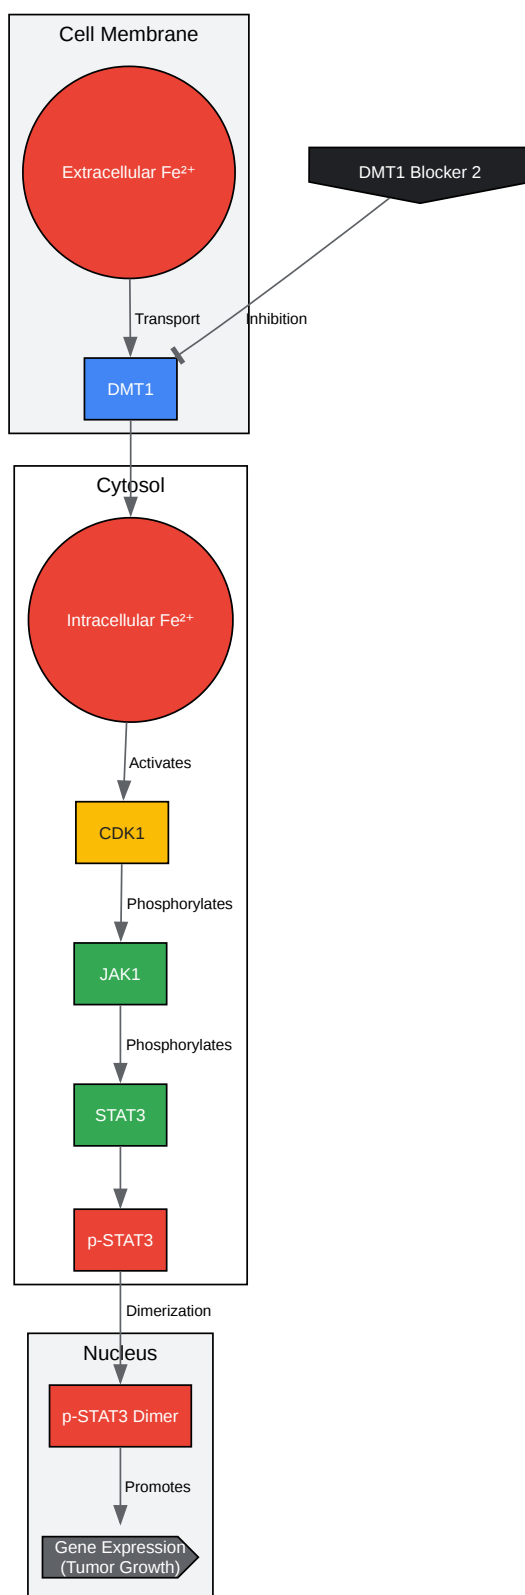 Cell Membrane
Extracellular Fe²⁺
DMT1 Blocker 2
Transport
Inhibition
DMT1
Cytosol
Intracellular Fe²⁺
Activates
CDK1
Phosphorylates
JAK1
Phosphorylates
STAT3
p-STAT3
Dimerization
Nucleus
p-STAT3 Dimer
Promotes
Gene Expression
(Tumor Growth)